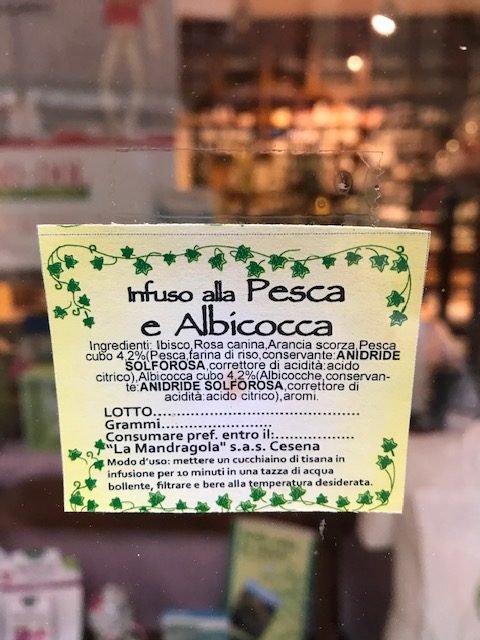 Infuso alla Pesca
e Albicocca
Ingredienti: Ibisco,Rosa canina,Arancia scorza,Pesca
cubo 4,2%(Pesca,farina di riso,conservante:ANIDRIDE
SOLFOROSA,correttore di acidità:acido
citrico),Albicocca cubo 4,2%(Albicocche,conservan-
te:ANIDRIDE SOLFOROSA,correttore di
acidità:acido citrico),aromi.
LOTTO...........................................
Grammi.......................
Consumare pref. entro il:.................
"La Mandragola" s.a.s. Cesena
Modo d'uso: mettere un cucchiaino di tisana in
infusione per 10 minuti in una tazza di acqua
bollente, filtrare e bere alla temperatura desiderata.